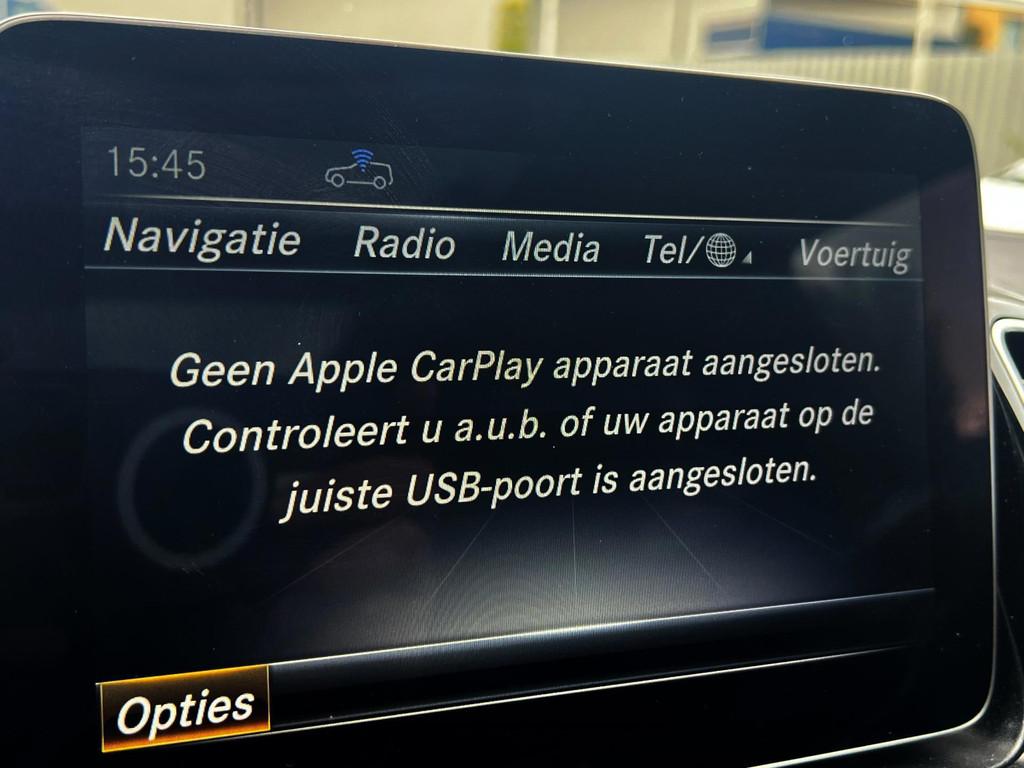 15:45
Navigatie Radio Media Tel/ Voertuig
Geen Apple CarPlay apparaat aangesloten.
Controleert u a.u.b. of uw apparaat op de
juiste USB-poort is aangesloten.
Opties